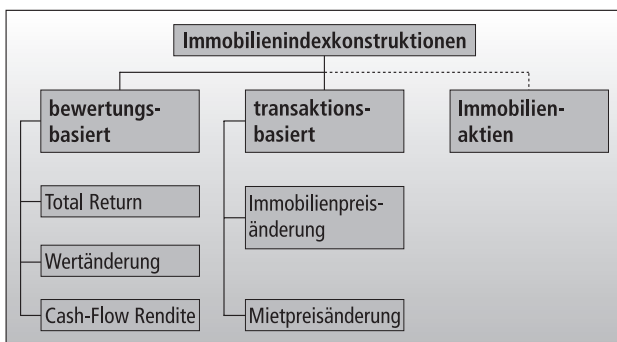 Immobilienindexkonstruktionen
bewertungs-
basiert
transaktions-
basiert
Immobilien-
aktien
Total Return
Wertänderung
Cash-Flow Rendite
Immobilienpreis-
änderung
Mietpreisänderung